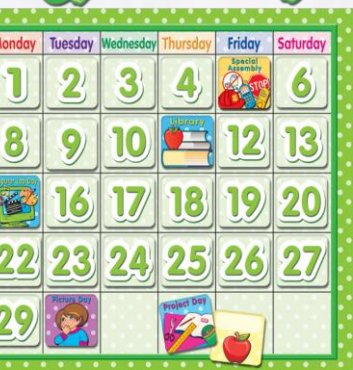 Monday Tuesday Wednesday Thursday Friday Saturday
1 2 3 4 Special Assembly STOP 6
8 9 10 Library 12 13
16 17 18 19 20
22 23 24 25 26 27
29 Picture Day Project Day